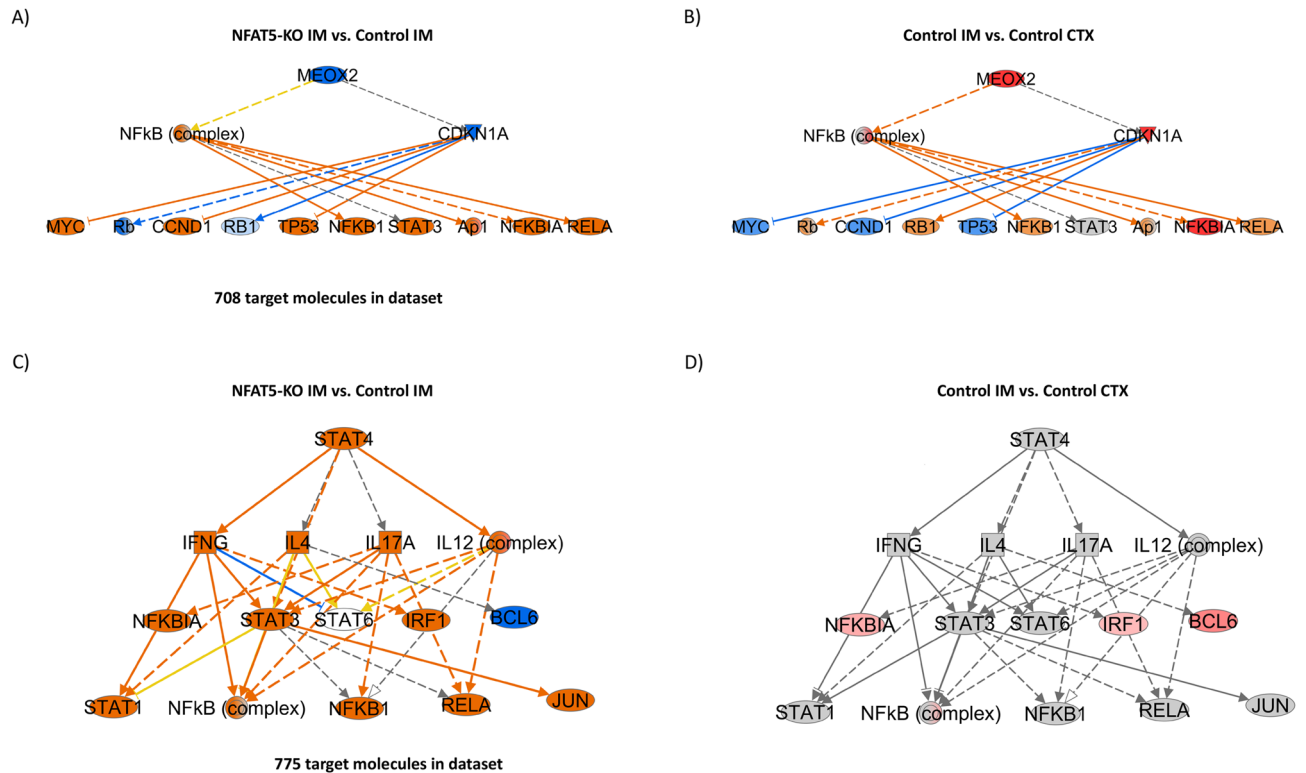 A)
NFAT5-KO IM vs. Control IM
MEOX2
NFkB (complex)
CDKN1A
MYC Rb CCND1 RB1 TP53 NFKB1 STAT3 Ap1 NFKBIA RELA
708 target molecules in dataset
B)
Control IM vs. Control CTX
MEOX2
NFkB (complex)
CDKN1A
MYC Rb CCND1 RB1 TP53 NFKB1 STAT3 Ap1 NFKBIA RELA
C)
NFAT5-KO IM vs. Control IM
STAT4
IFNG IL4 IL17A IL12 (complex)
NFKBIA STAT3 STAT6 IRF1 BCL6
STAT1 NFkB (complex) NFKB1 RELA JUN
775 target molecules in dataset
D)
Control IM vs. Control CTX
STAT4
IFNG IL4 IL17A IL12 (complex)
NFKBIA STAT3 STAT6 IRF1 BCL6
STAT1 NFkB (complex) NFKB1 RELA JUN